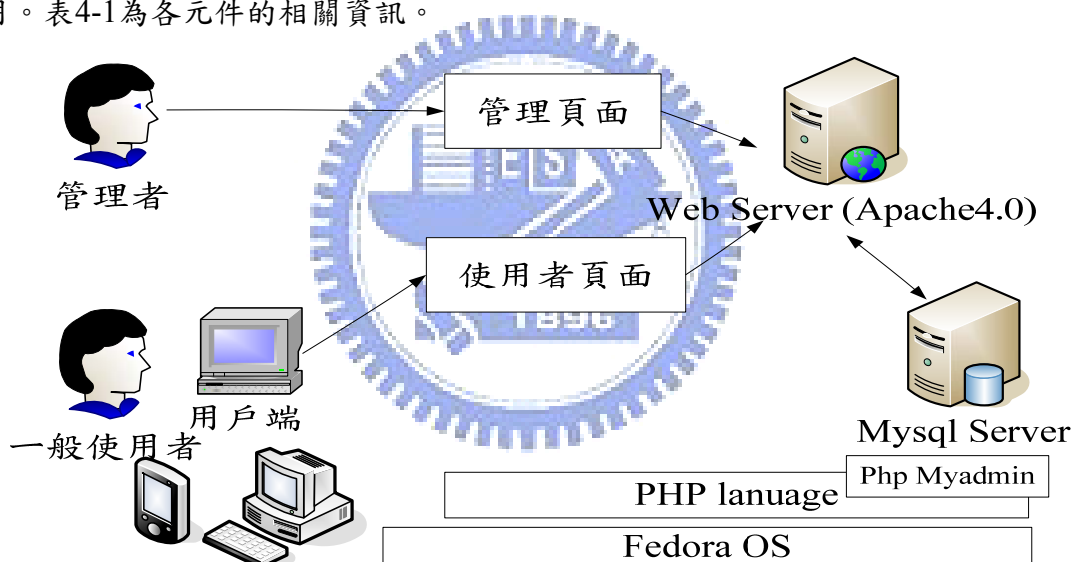 。表4-1為各元件的相關資訊。
管理頁面
管理者
Web Server (Apache4.0)
使用者頁面
ES
1896
用戶端
一般使用者
Mysql Server
Php Myadmin
PHP lanuage
Fedora OS